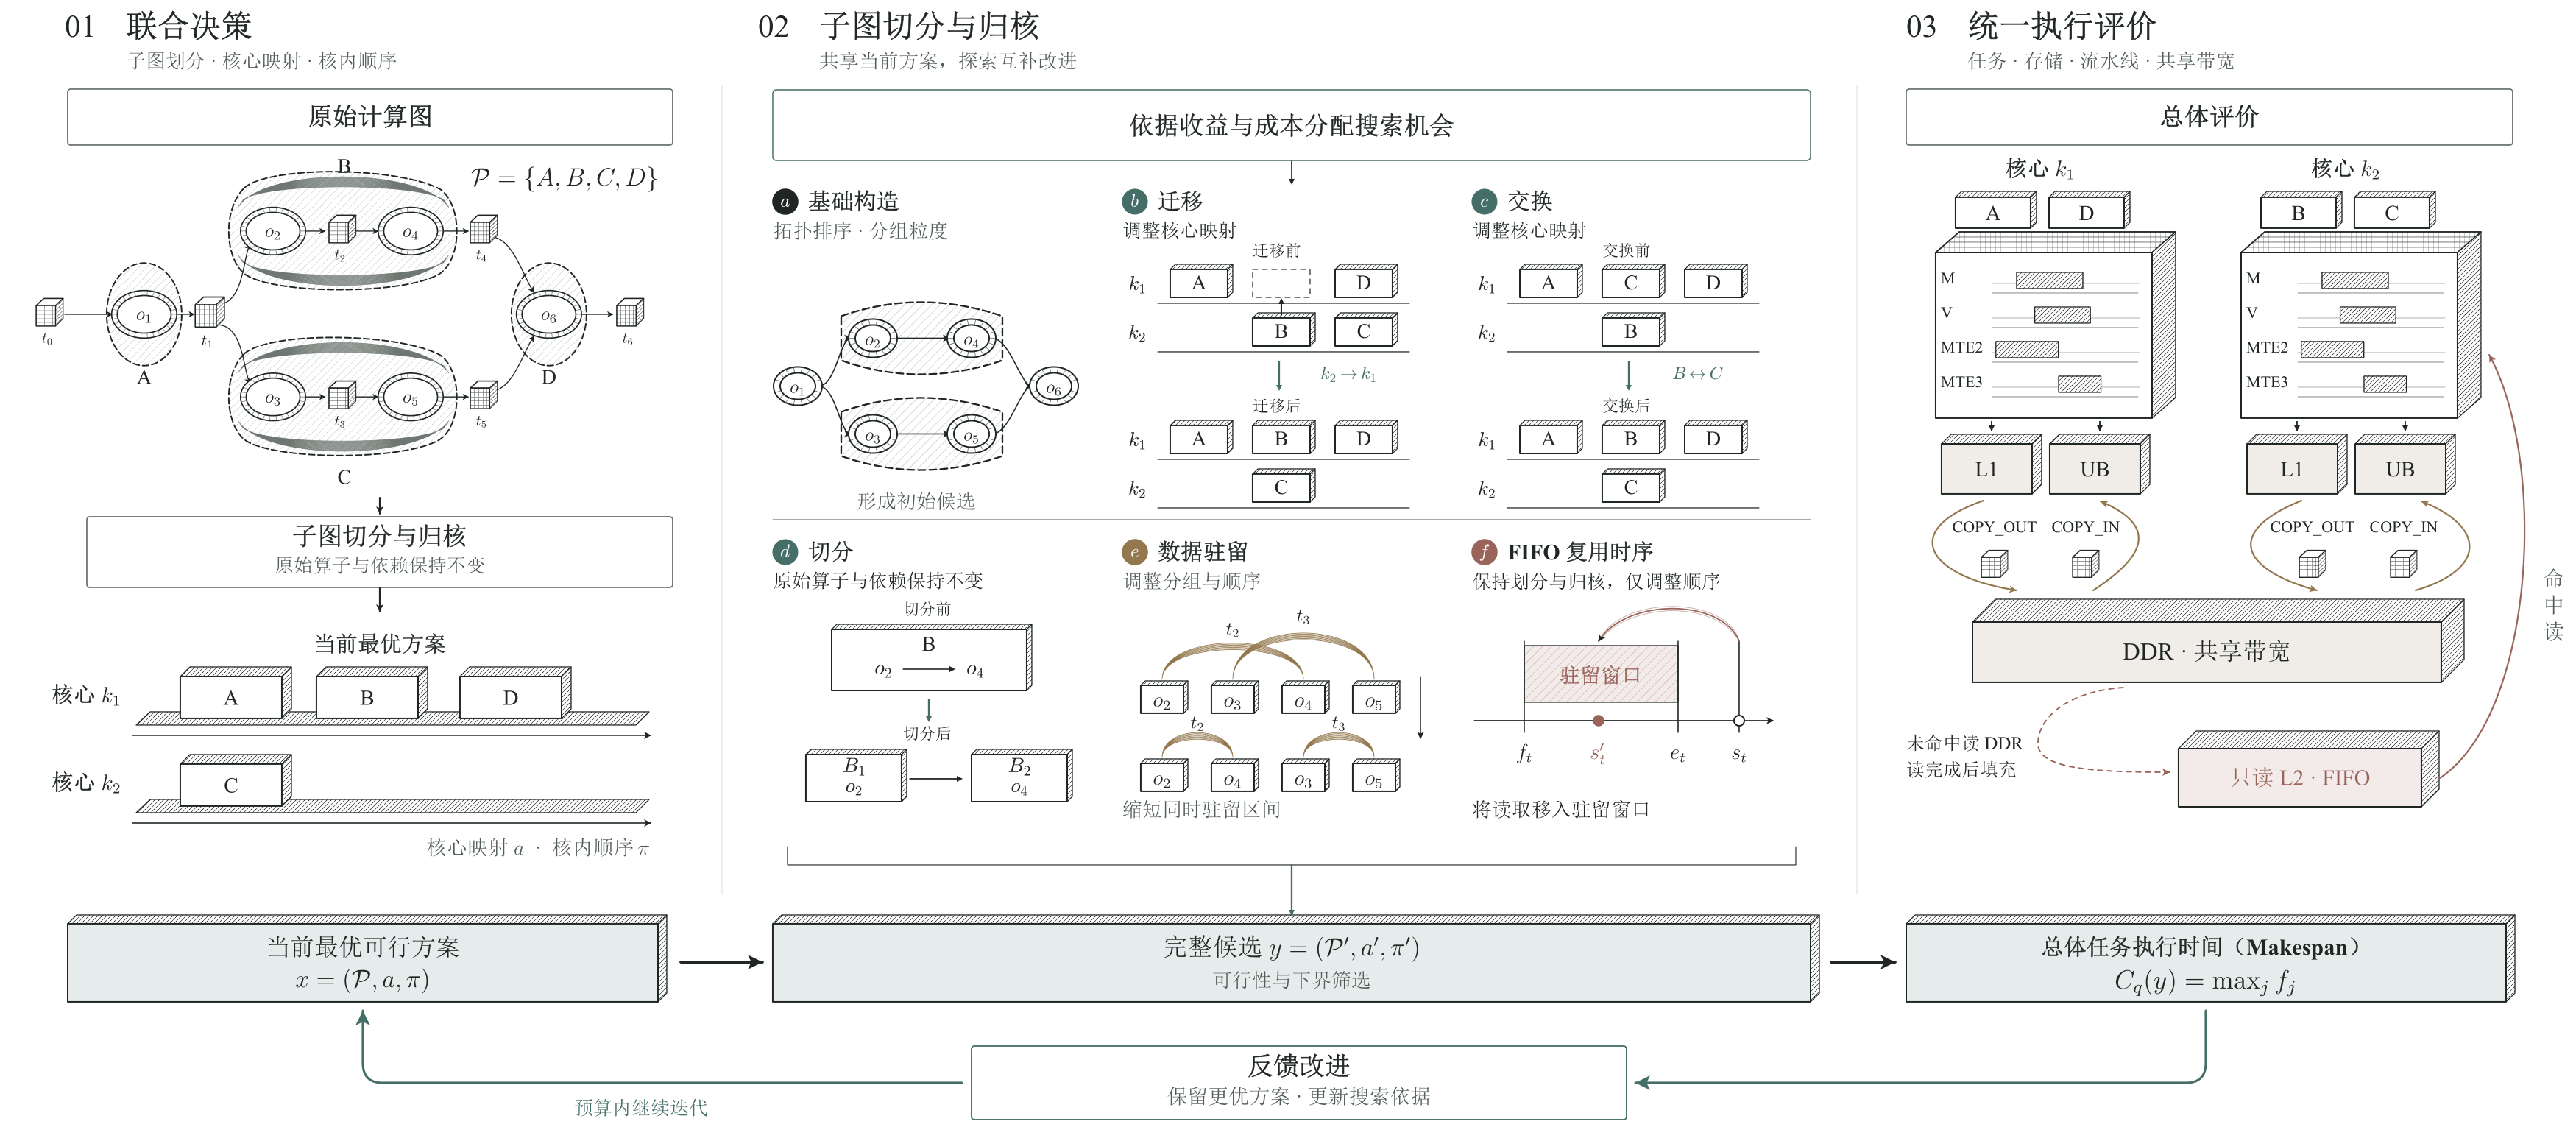 01 联合决策
子图划分 · 核心映射 · 核内顺序
原始计算图
B
𝒫 = {A, B, C, D}
o₂
t₂
o₄
t₄
t₀
o₁
A
t₁
o₆
D
t₆
o₃
t₃
o₅
t₅
C
子图切分与归核
原始算子与依赖保持不变
当前最优方案
核心 k₁
A
B
D
核心 k₂
C
核心映射 a · 核内顺序 π
02 子图切分与归核
共享当前方案，探索互补改进
依据收益与成本分配搜索机会
a 基础构造
拓扑排序 · 分组粒度
o₂
o₄
o₁
o₆
o₃
o₅
形成初始候选
b 迁移
调整核心映射
迁移前
k₁ A D
k₂ B C
k₂ → k₁
迁移后
k₁ A B D
k₂ C
c 交换
调整核心映射
交换前
k₁ A C D
k₂ B
B ↔ C
交换后
k₁ A B D
k₂ C
d 切分
原始算子与依赖保持不变
切分前
B
o₂ o₄
切分后
B₁
o₂
B₂
o₄
e 数据驻留
调整分组与顺序
t₂ t₃
o₂ o₃ o₄ o₅
t₂ t₃
o₂ o₄ o₃ o₅
缩短同时驻留区间
f FIFO 复用时序
保持划分与归核，仅调整顺序
驻留窗口
fₜ s′ₜ eₜ sₜ
将读取移入驻留窗口
03 统一执行评价
任务 · 存储 · 流水线 · 共享带宽
总体评价
核心 k₁
A D
M
V
MTE2
MTE3
L1 UB
COPY_OUT COPY_IN
核心 k₂
B C
M
V
MTE2
MTE3
L1 UB
COPY_OUT COPY_IN
命中读
DDR · 共享带宽
未命中读 DDR
读完成后填充
只读 L2 · FIFO
当前最优可行方案
x = (𝒫, a, π)
完整候选 y = (𝒫′, a′, π′)
可行性与下界筛选
总体任务执行时间（Makespan）
C_q(y) = maxⱼ fⱼ
反馈改进
保留更优方案 · 更新搜索依据
预算内继续迭代